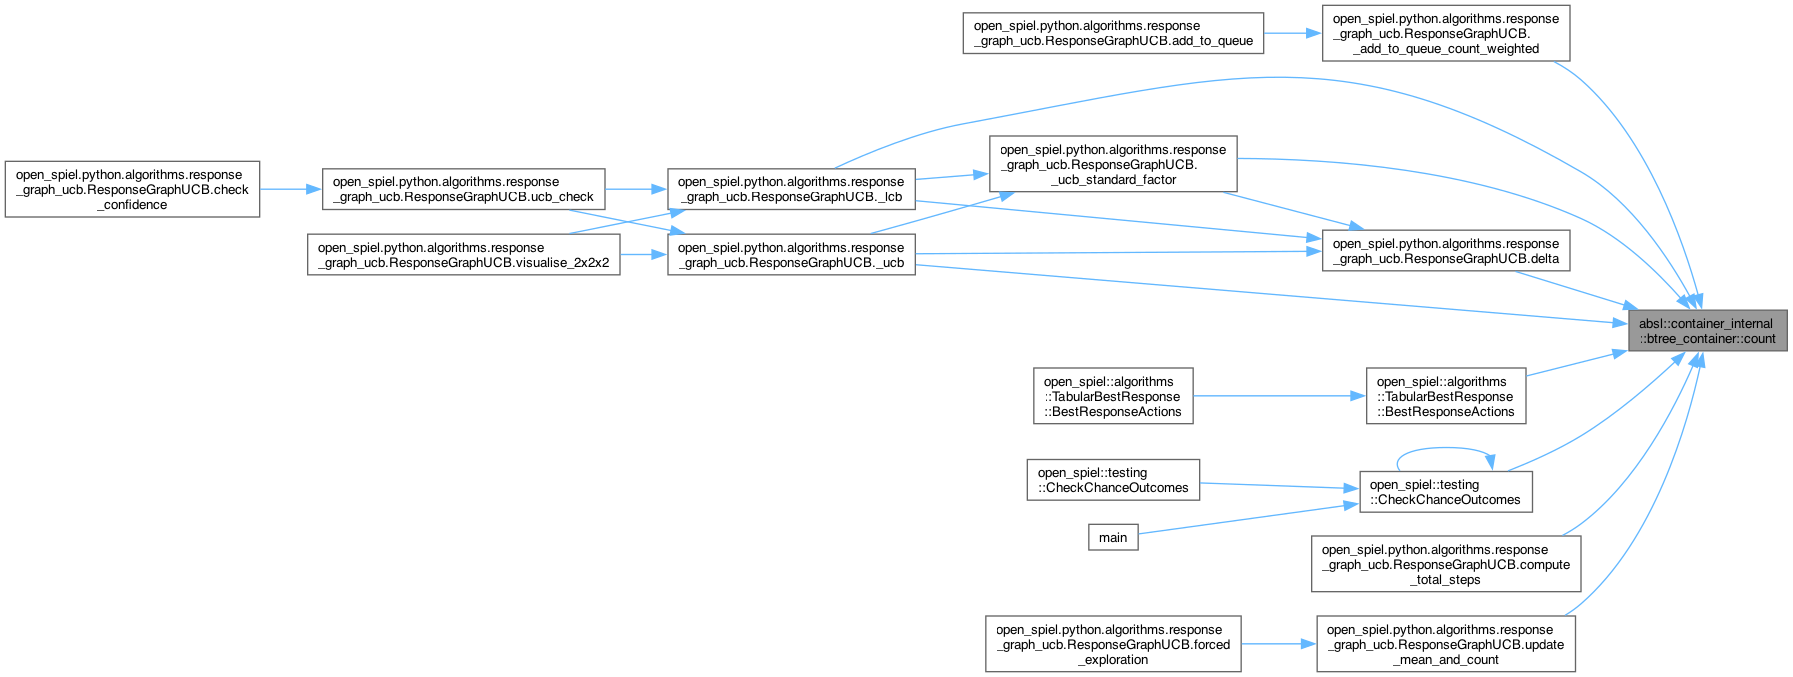 open_spiel.python.algorithms.response
_graph_ucb.ResponseGraphUCB.add_to_queue
open_spiel.python.algorithms.response
_graph_ucb.ResponseGraphUCB.
_add_to_queue_count_weighted
open_spiel.python.algorithms.response
_graph_ucb.ResponseGraphUCB.check
_confidence
open_spiel.python.algorithms.response
_graph_ucb.ResponseGraphUCB.ucb_check
open_spiel.python.algorithms.response
_graph_ucb.ResponseGraphUCB._lcb
open_spiel.python.algorithms.response
_graph_ucb.ResponseGraphUCB.
_ucb_standard_factor
open_spiel.python.algorithms.response
_graph_ucb.ResponseGraphUCB.visualise_2x2x2
open_spiel.python.algorithms.response
_graph_ucb.ResponseGraphUCB._ucb
open_spiel.python.algorithms.response
_graph_ucb.ResponseGraphUCB.delta
absl::container_internal
::btree_container::count
open_spiel::algorithms
::TabularBestResponse
::BestResponseActions
open_spiel::algorithms
::TabularBestResponse
::BestResponseActions
open_spiel::testing
::CheckChanceOutcomes
open_spiel::testing
::CheckChanceOutcomes
main
open_spiel.python.algorithms.response
_graph_ucb.ResponseGraphUCB.compute
_total_steps
open_spiel.python.algorithms.response
_graph_ucb.ResponseGraphUCB.forced
_exploration
open_spiel.python.algorithms.response
_graph_ucb.ResponseGraphUCB.update
_mean_and_count